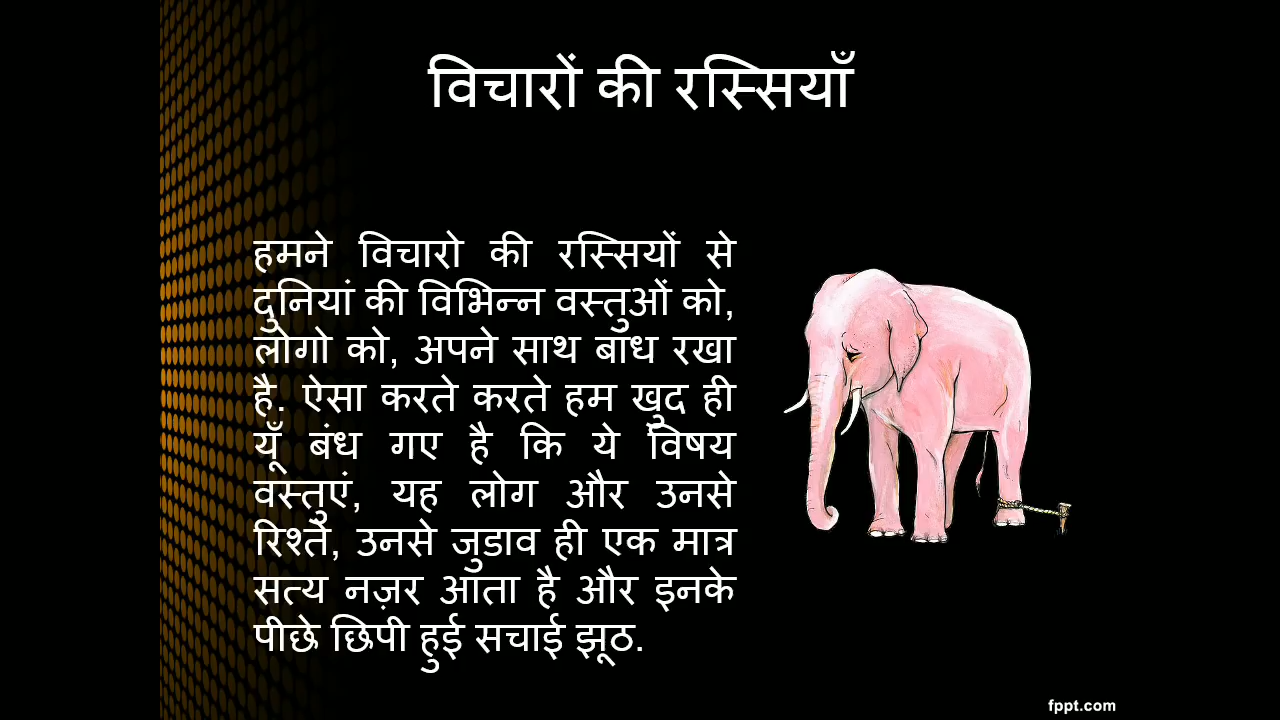 विचारों की रस्सियाँ
हमने विचारो की रस्सियों से
दुनियां की विभिन्न वस्तुओं को,
लोगो को, अपने साथ बांध रखा
है. ऐसा करते करते हम खुद ही
यूँ बंध गए है कि ये विषय
वस्तुएं, यह लोग और उनसे
रिश्ते, उनसे जुडाव ही एक मात्र
सत्य नज़र आता है और इनके
पीछे छिपी हुई सचाई झूठ.
fppt.com